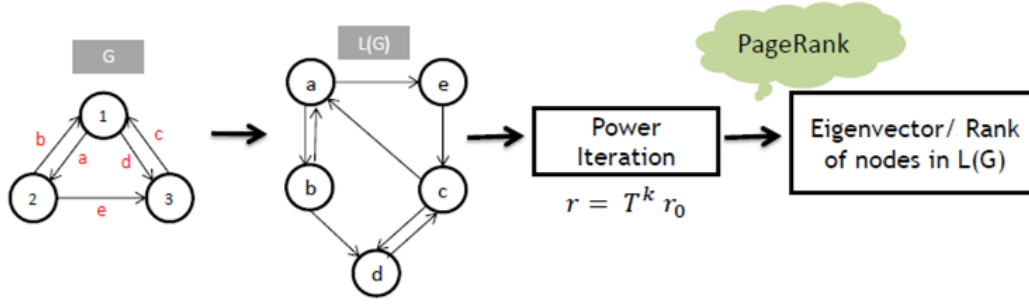 G
1
b
c
a
d
2
3
e
L(G)
a
e
b
c
d
Power
Iteration
r = T^k r_0
PageRank
Eigenvector/ Rank
of nodes in L(G)